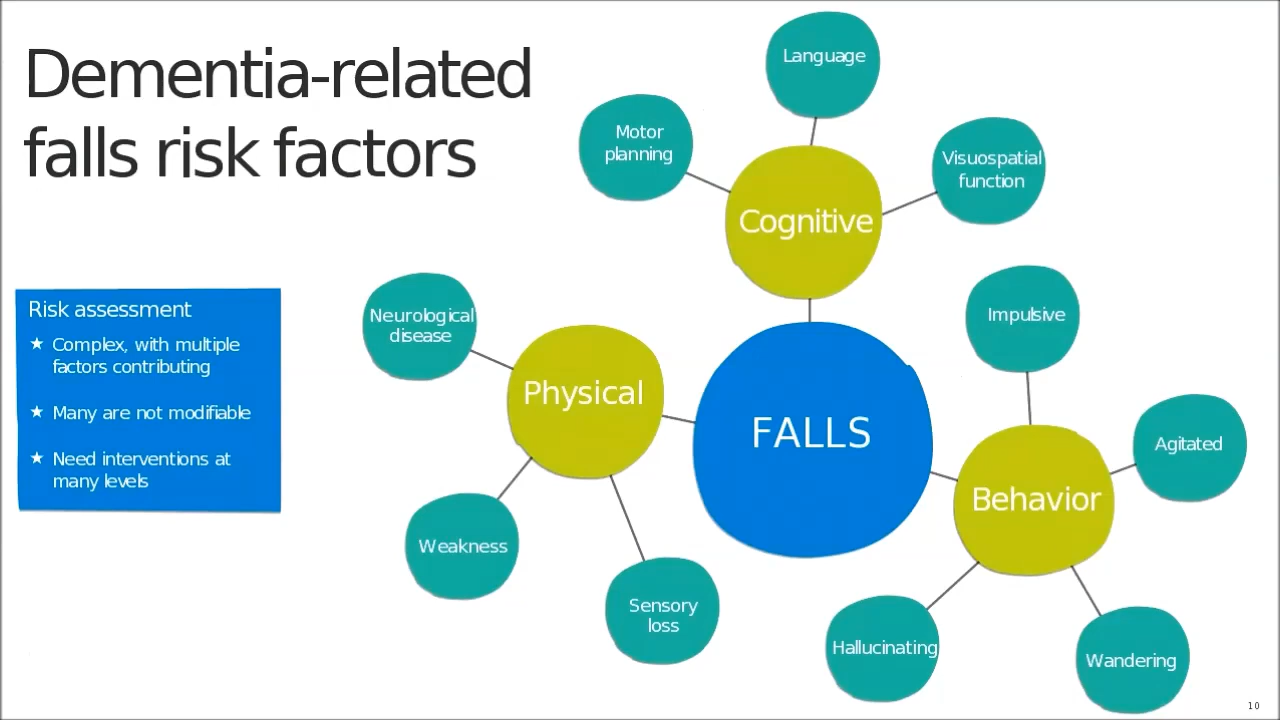 Dementia-related
falls risk factors
Risk assessment
★ Complex, with multiple
factors contributing
★ Many are not modifiable
★ Need interventions at
many levels
Language
Motor
planning
Visuospatial
function
Cognitive
Neurological
disease
Physical
Weakness
Sensory
loss
FALLS
Impulsive
Agitated
Behavior
Hallucinating
Wandering
10